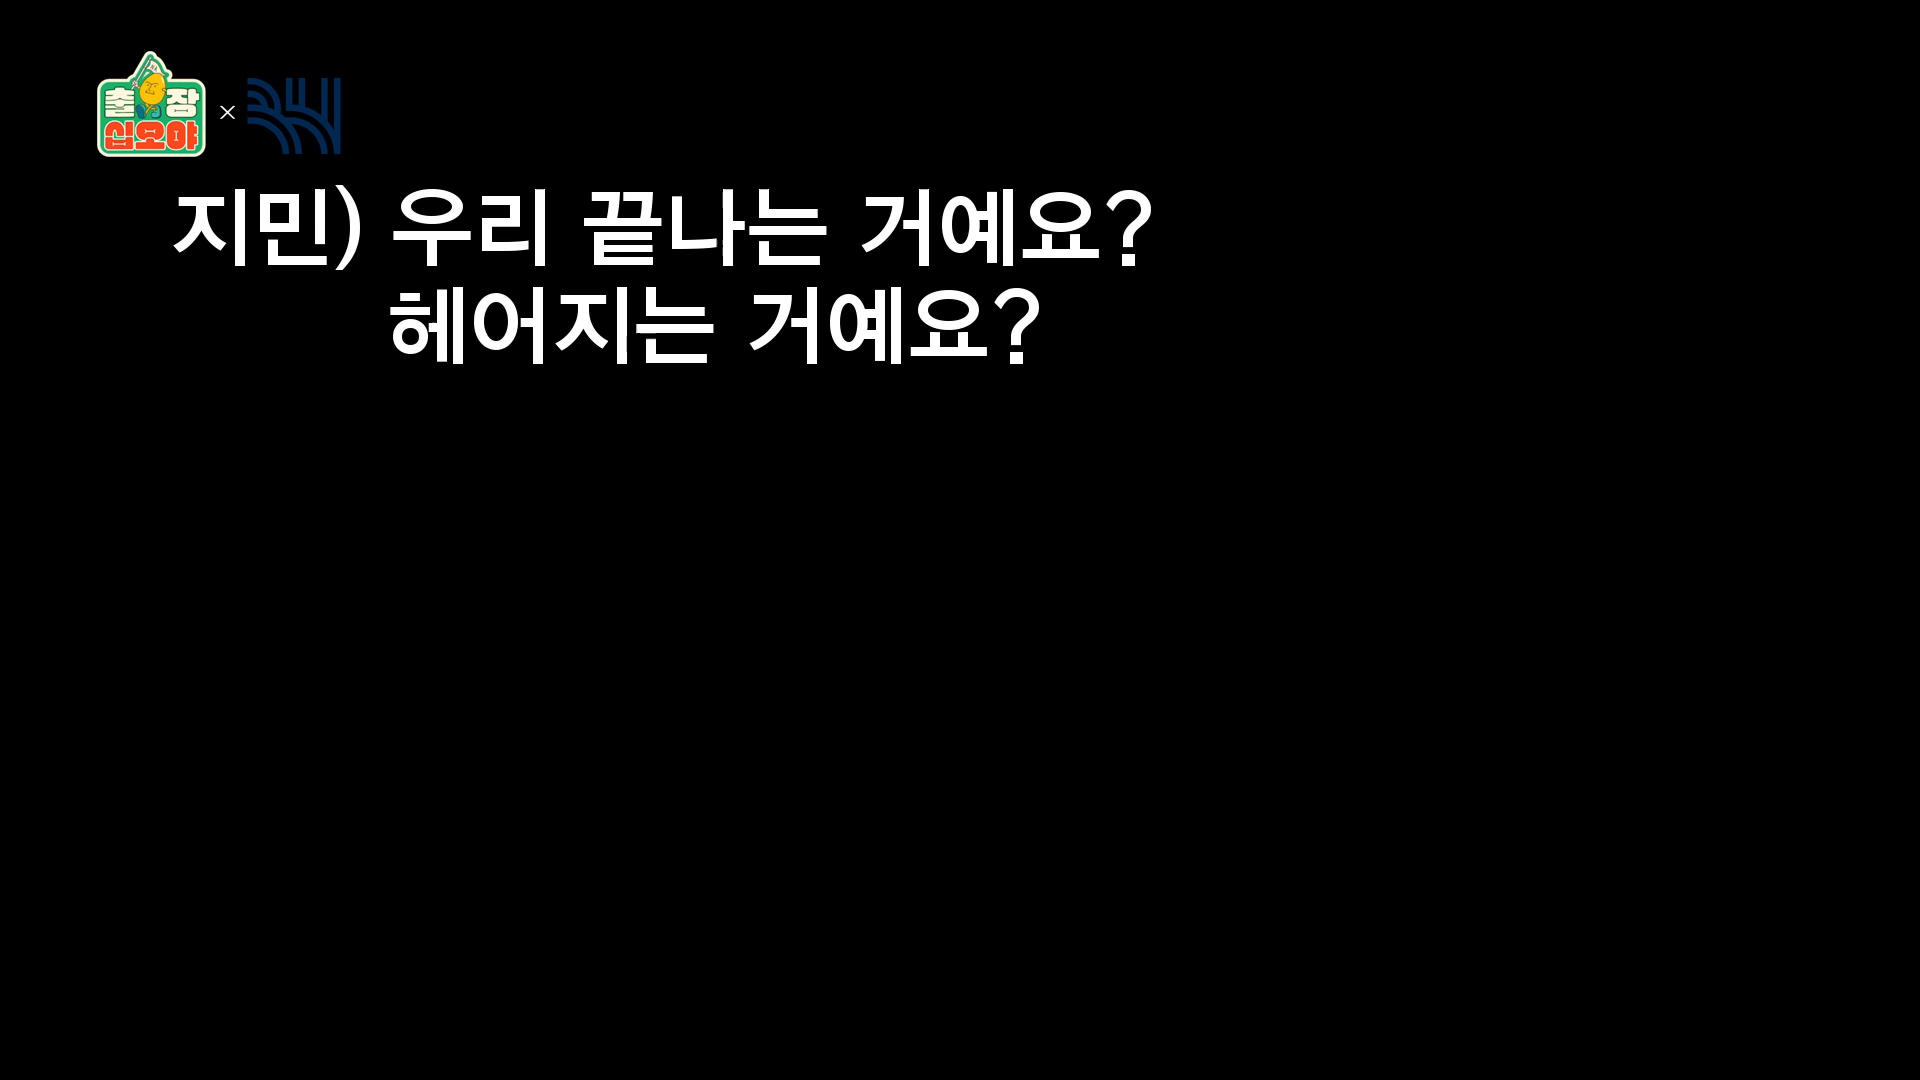 출장
십오야
×
지민) 우리 끝나는 거예요?
헤어지는 거예요?